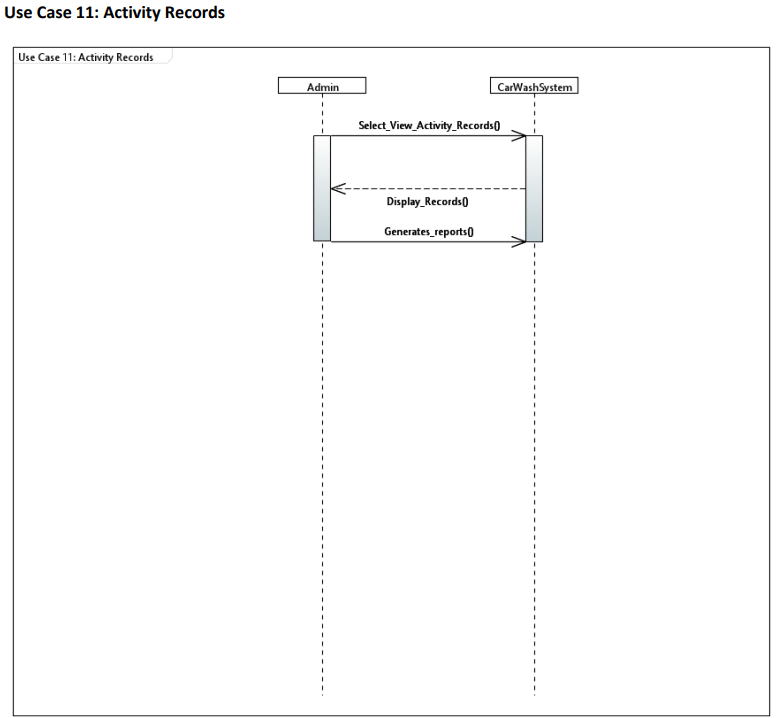 Use Case 11: Activity Records
Use Case 11: Activity Records
Admin
CarWashSystem
Select_View_Activity_Records()
Display_Records()
Generates_reports()